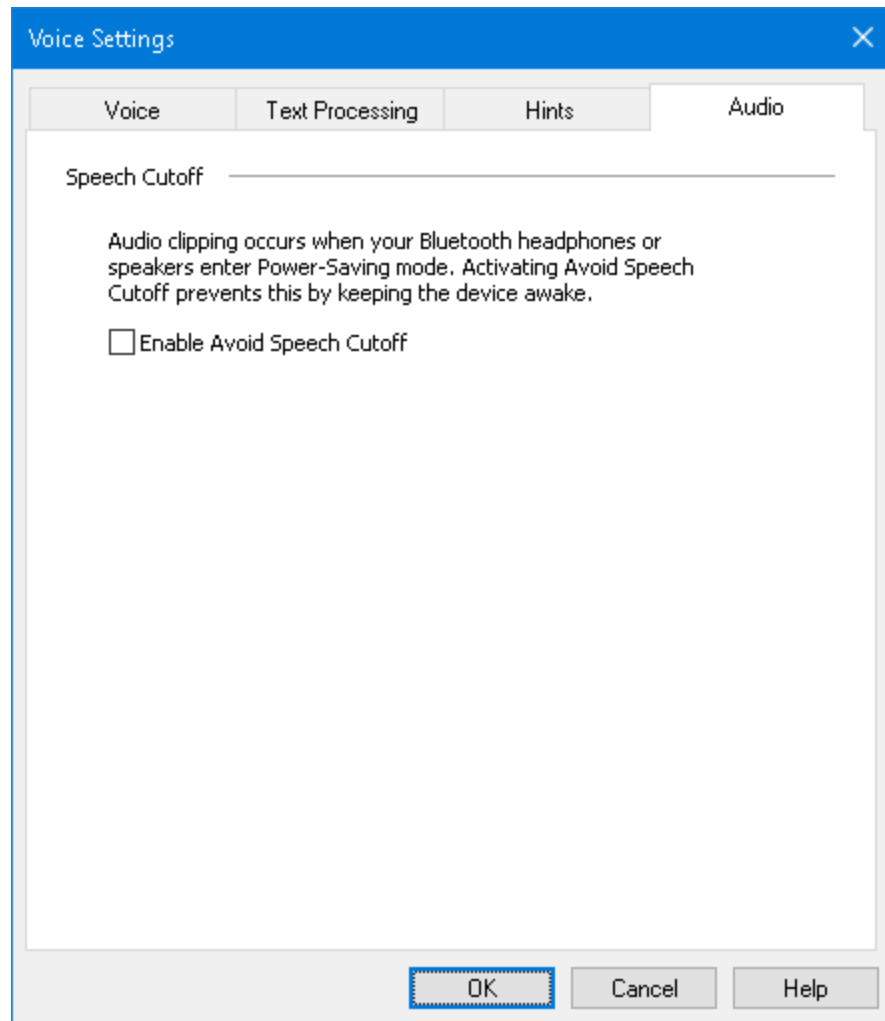 Voice Settings
Voice
Text Processing
Hints
Audio
Speech Cutoff
Audio clipping occurs when your Bluetooth headphones or
speakers enter Power-Saving mode. Activating Avoid Speech
Cutoff prevents this by keeping the device awake.
Enable Avoid Speech Cutoff
OK
Cancel
Help